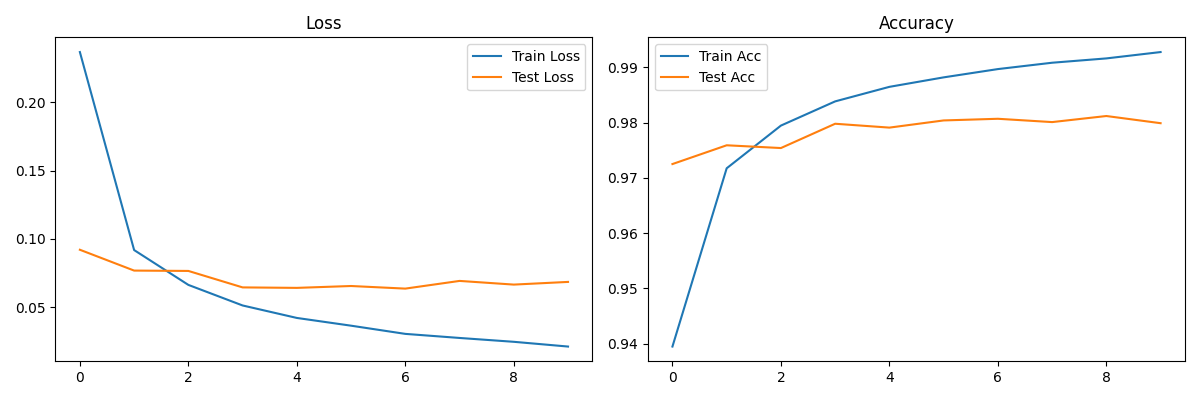 Loss
Train Loss
Test Loss
0.20
0.15
0.10
0.05
0 2 4 6 8
Accuracy
Train Acc
Test Acc
0.99
0.98
0.97
0.96
0.95
0.94
0 2 4 6 8